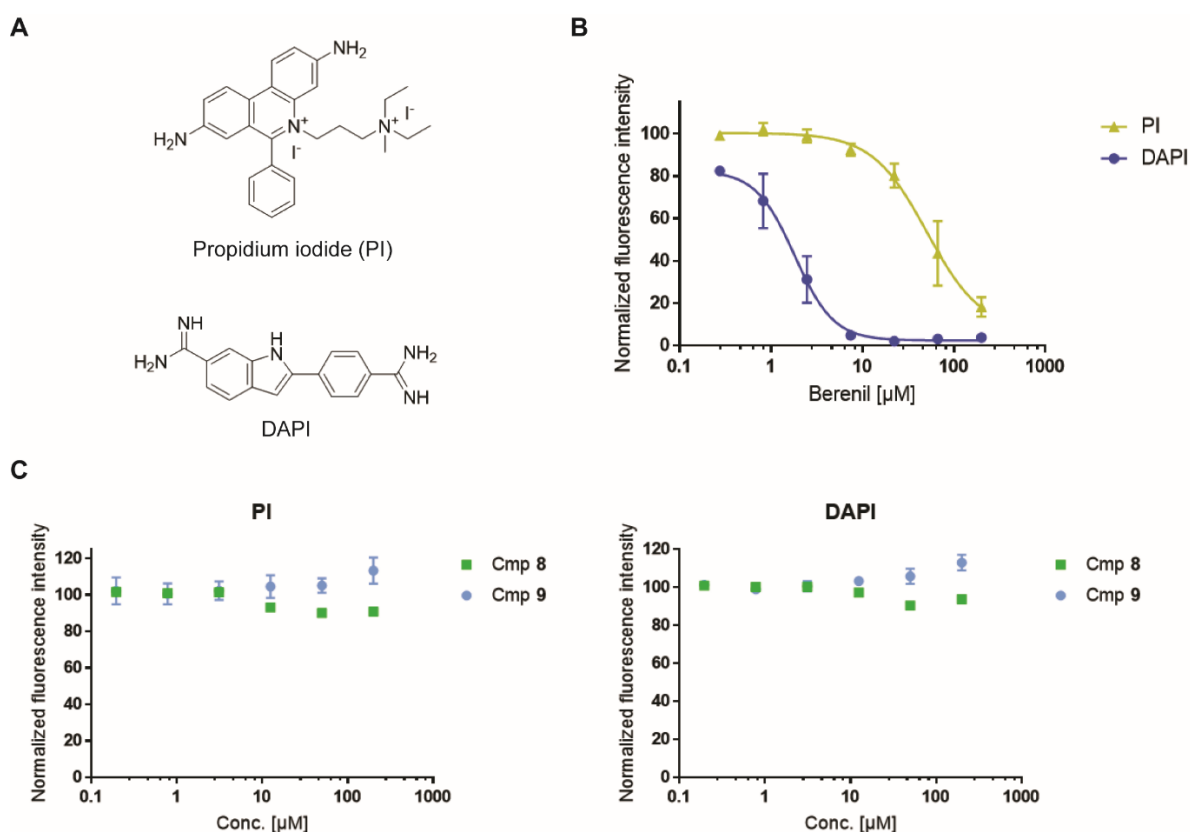 A
NH2
N+
I-
N+
I-
H2N
Propidium iodide (PI)
NH
H2N
H
N
NH2
NH
DAPI
B
Normalized fluorescence intensity
100
80
60
40
20
0
0.1
1
10
100
1000
Berenil [µM]
PI
DAPI
C
PI
Normalized fluorescence intensity
120
100
80
60
40
20
0
0.1
1
10
100
1000
Conc. [µM]
Cmp 8
Cmp 9
DAPI
Normalized fluorescence intensity
120
100
80
60
40
20
0
0.1
1
10
100
1000
Conc. [µM]
Cmp 8
Cmp 9